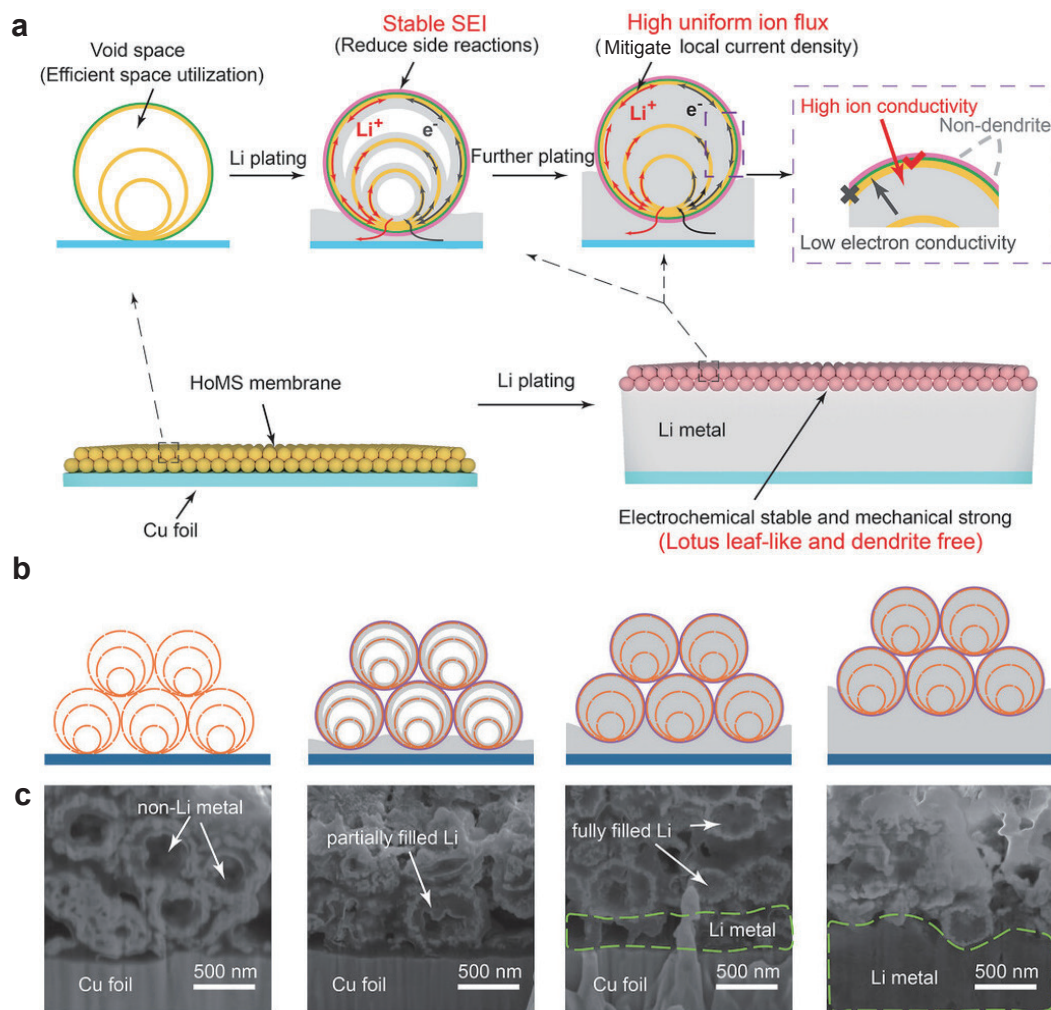 a
Void space
(Efficient space utilization)
Stable SEI
(Reduce side reactions)
High uniform ion flux
(Mitigate local current density)
Li⁺
e⁻
Li⁺
e⁻
Li plating
Further plating
High ion conductivity
Non-dendrite
Low electron conductivity
HoMS membrane
Li plating
Li metal
Cu foil
Electrochemical stable and mechanical strong
(Lotus leaf-like and dendrite free)
b
c
non-Li metal
Cu foil
500 nm
partially filled Li
Cu foil
500 nm
fully filled Li
Li metal
Cu foil
500 nm
Li metal
500 nm